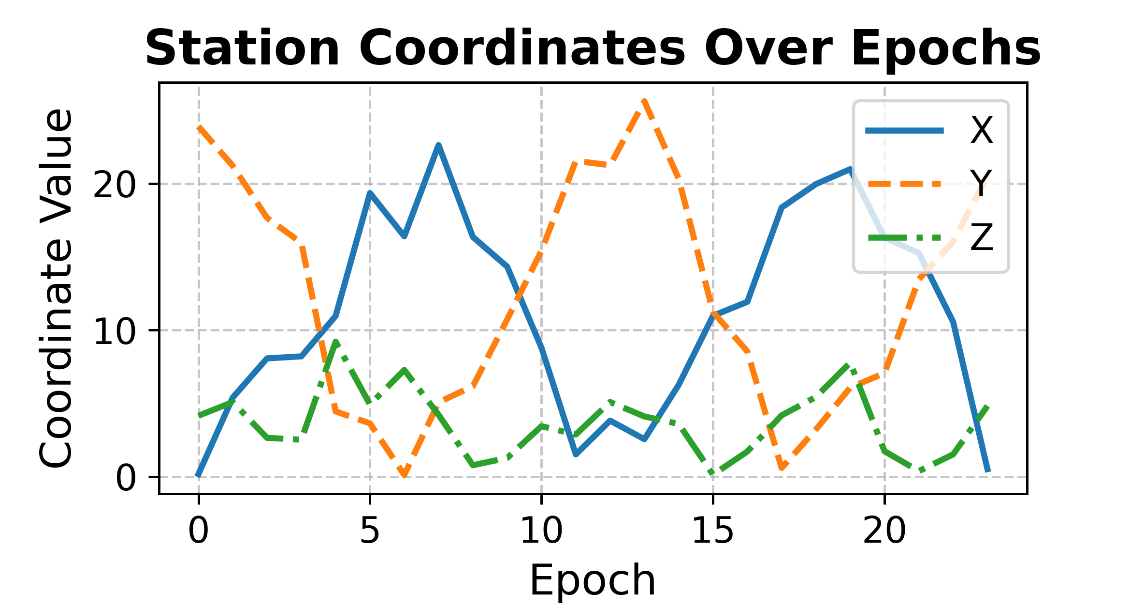 Station Coordinates Over Epochs
Coordinate Value
20
10
0
0 5 10 15 20
Epoch
X
Y
Z